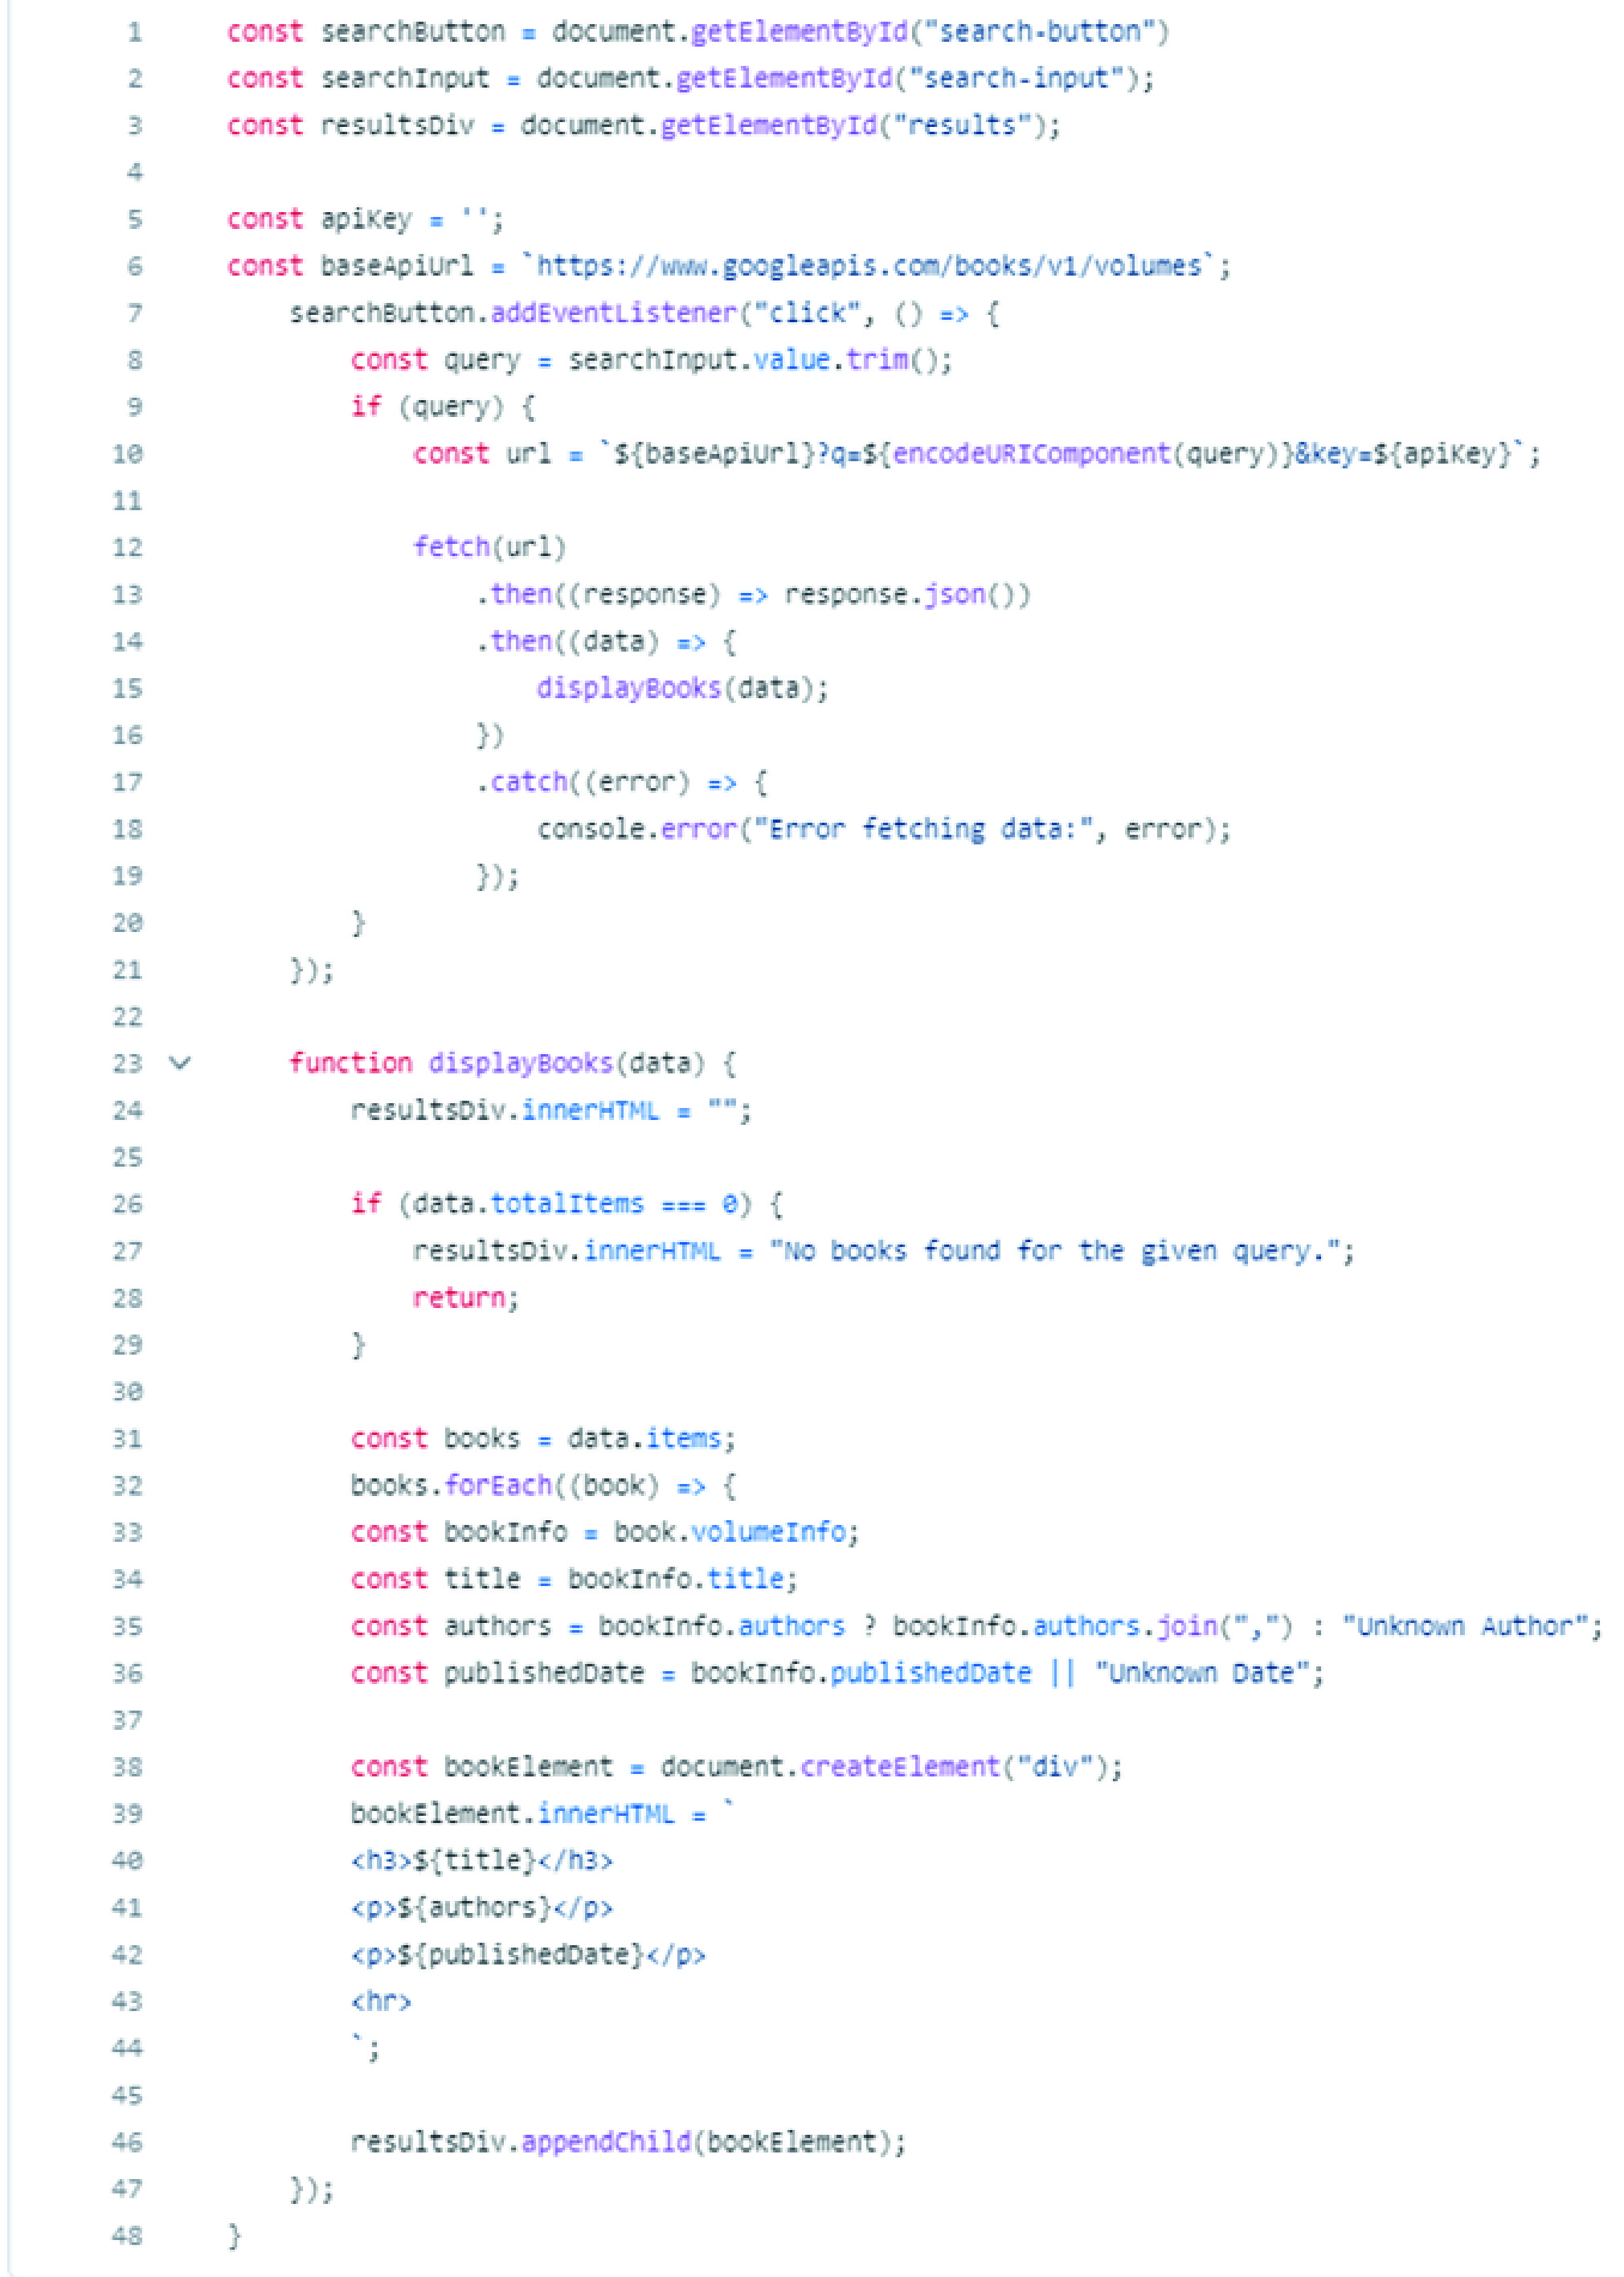 1 const searchButton = document.getElementById("search-button")
2 const searchInput = document.getElementById("search-input");
3 const resultsDiv = document.getElementById("results");
4
5 const apiKey = '';
6 const baseApiUrl = `https://www.googleapis.com/books/v1/volumes`;
7     searchButton.addEventListener("click", () => {
8         const query = searchInput.value.trim();
9         if (query) {
10             const url = `${baseApiUrl}?q=${encodeURIComponent(query)}&key=${apiKey}`;
11
12             fetch(url)
13                 .then((response) => response.json())
14                 .then((data) => {
15                     displayBooks(data);
16                 })
17                 .catch((error) => {
18                     console.error("Error fetching data:", error);
19                 });
20         }
21     });
22
23     function displayBooks(data) {
24         resultsDiv.innerHTML = "";
25
26         if (data.totalItems === 0) {
27             resultsDiv.innerHTML = "No books found for the given query.";
28             return;
29         }
30
31         const books = data.items;
32         books.forEach((book) => {
33         const bookInfo = book.volumeInfo;
34         const title = bookInfo.title;
35         const authors = bookInfo.authors ? bookInfo.authors.join(",") : "Unknown Author";
36         const publishedDate = bookInfo.publishedDate || "Unknown Date";
37
38         const bookElement = document.createElement("div");
39         bookElement.innerHTML = `
40         <h3>${title}</h3>
41         <p>${authors}</p>
42         <p>${publishedDate}</p>
43         <hr>
44         `;
45
46         resultsDiv.appendChild(bookElement);
47     });
48 }